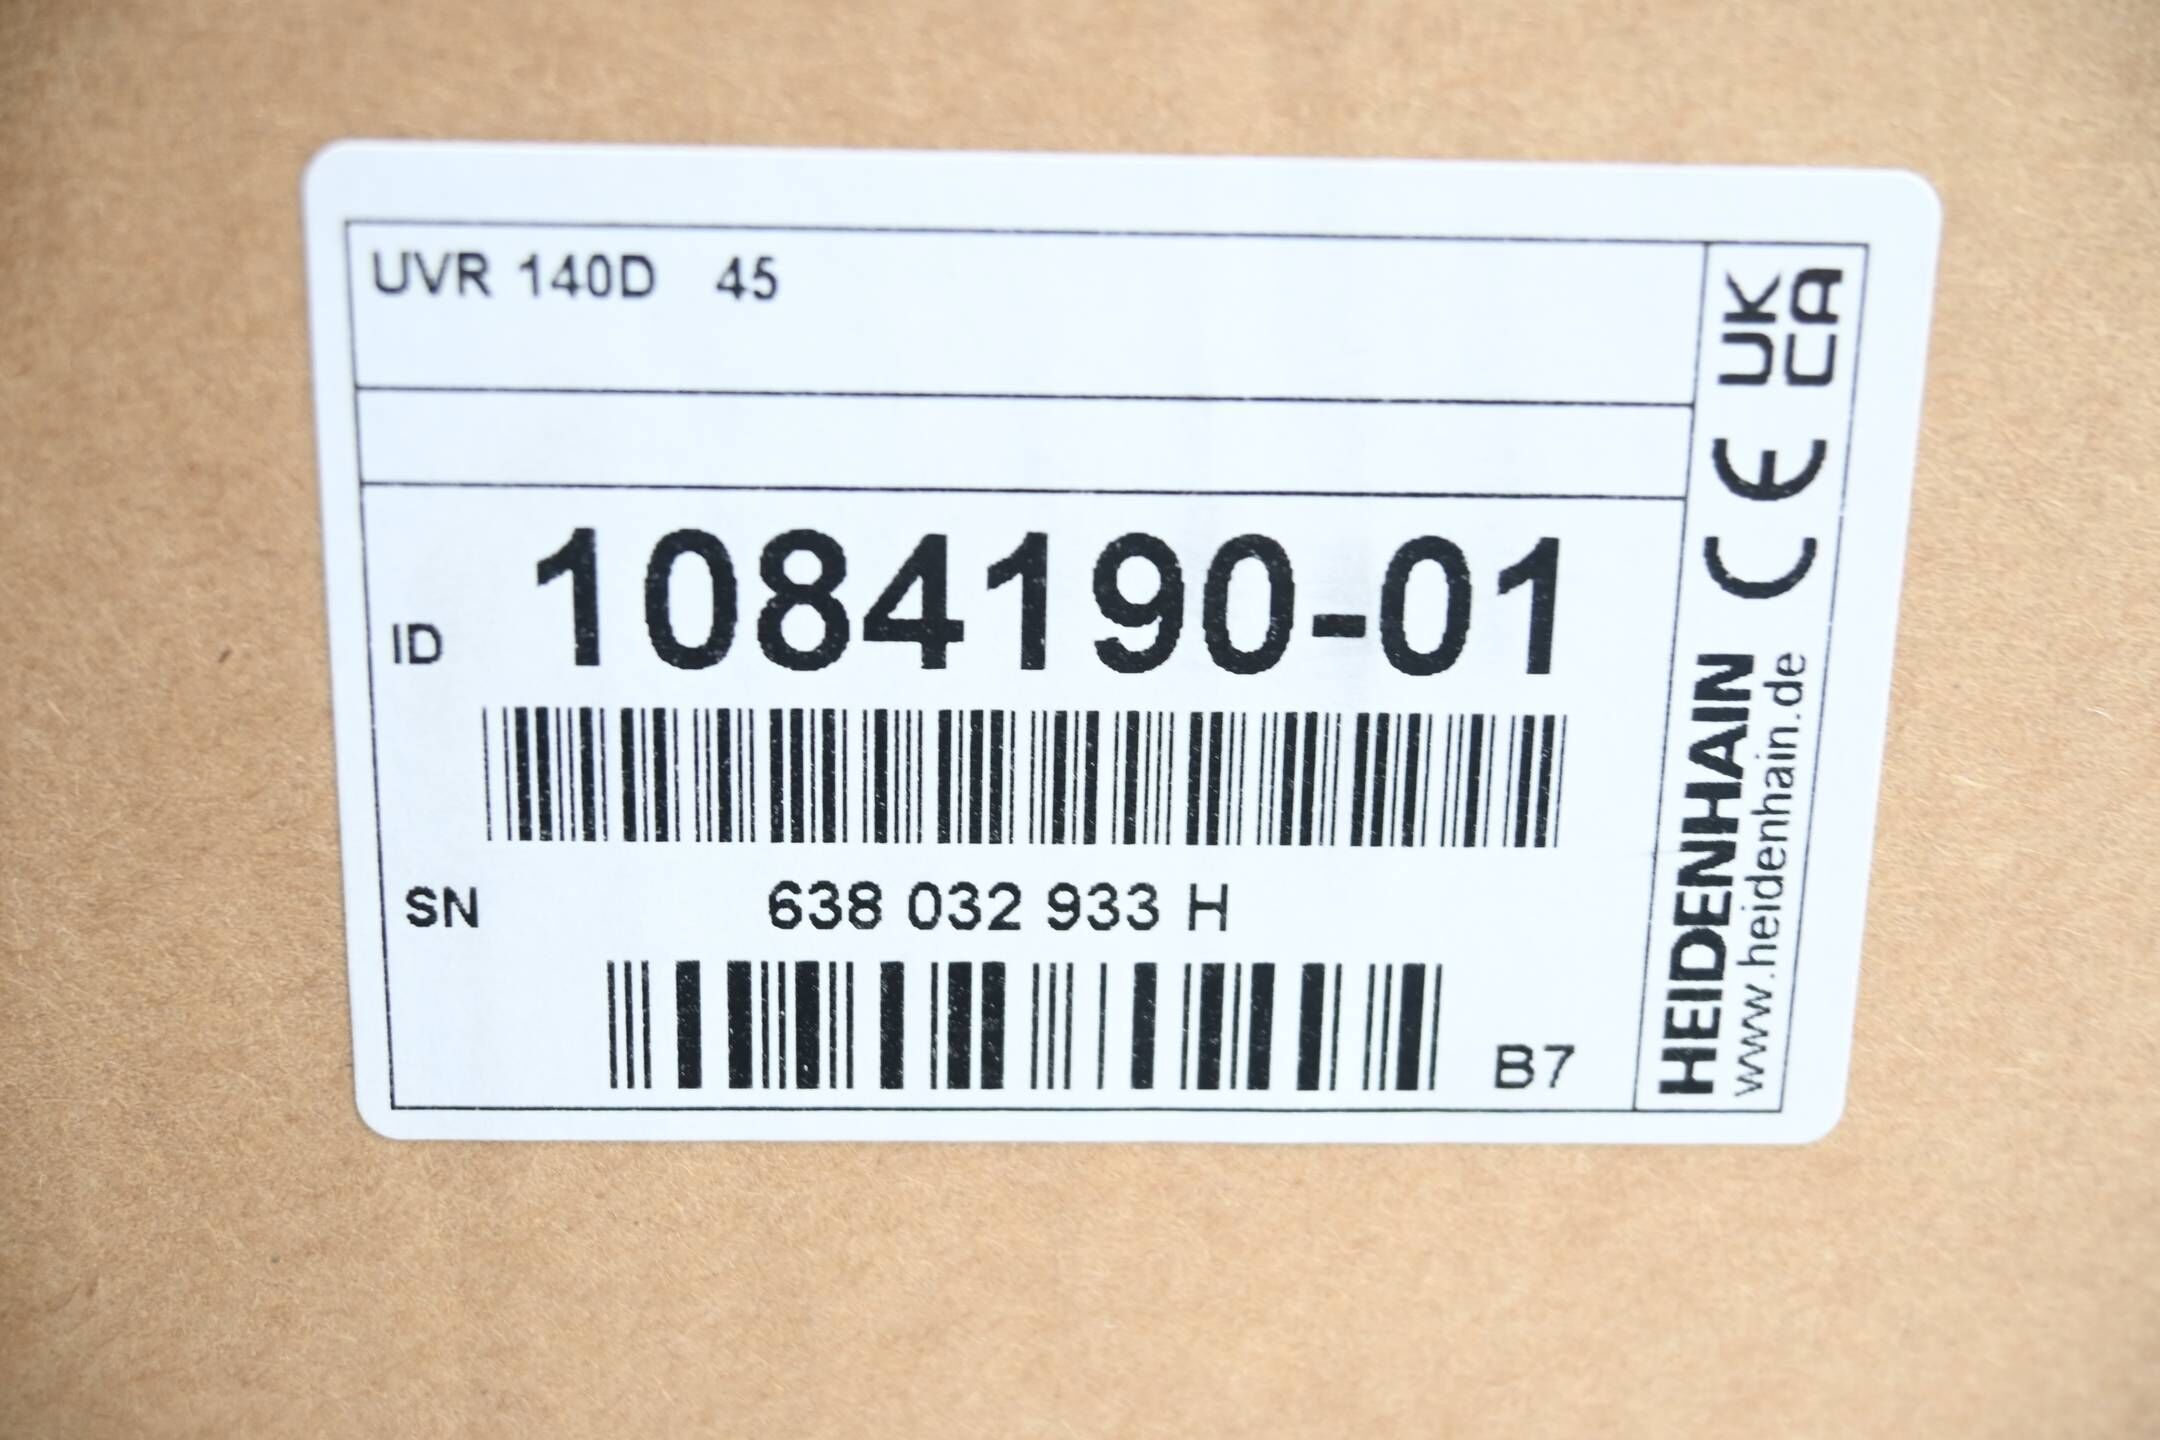 UVR 140D 45
ID 1084190-01
SN 638 032 933 H
B7
HEIDENHAIN CE UK CA
www.heidenhain.de